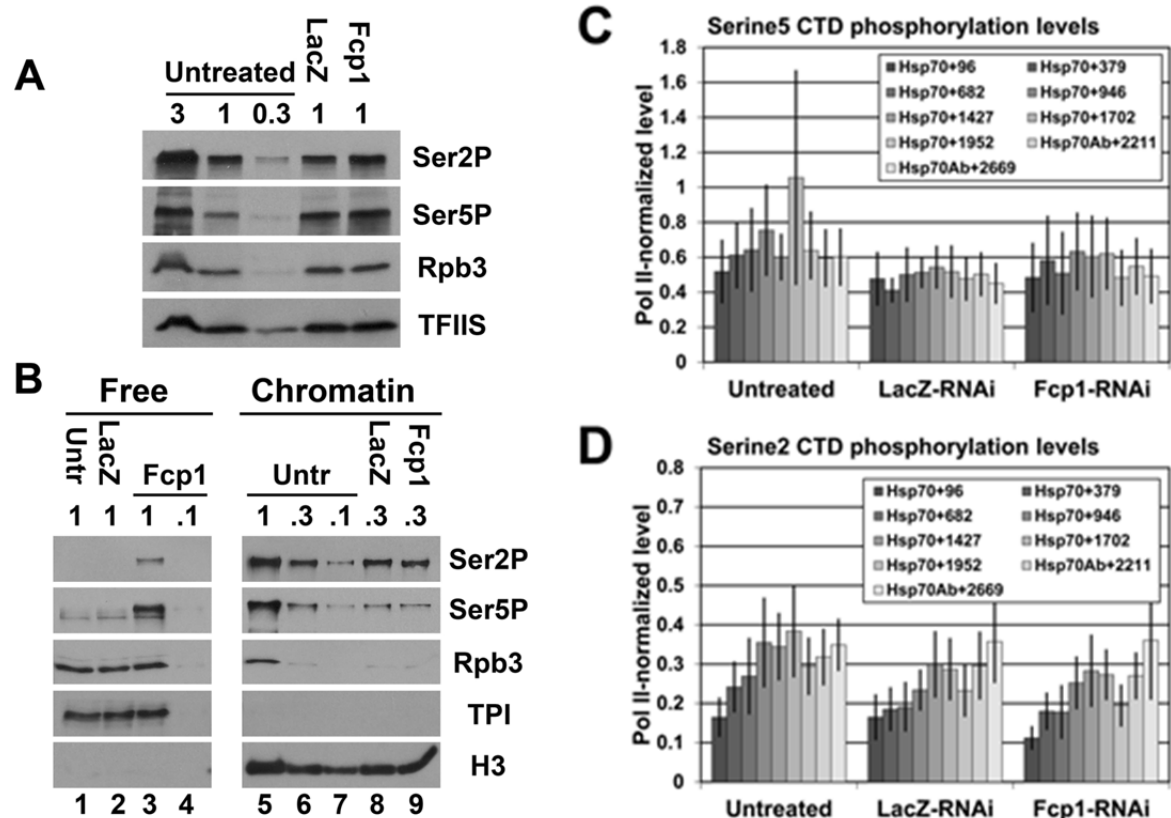 A
Untreated
LacZ
Fcp1
3 1 0.3 1 1
Ser2P
Ser5P
Rpb3
TFIIS
B
Free
Chromatin
Untr
LacZ
Fcp1
Untr
LacZ
Fcp1
1 1 1 .1
1 .3 .1 .3 .3
Ser2P
Ser5P
Rpb3
TPI
H3
1 2 3 4 5 6 7 8 9
C
Serine5 CTD phosphorylation levels
Pol II-normalized level
1.8
1.6
1.4
1.2
1
0.8
0.6
0.4
0.2
0
Hsp70+96 Hsp70+379
Hsp70+682 Hsp70+946
Hsp70+1427 Hsp70+1702
Hsp70+1952 Hsp70Ab+2211
Hsp70Ab+2669
Untreated LacZ-RNAi Fcp1-RNAi
D
Serine2 CTD phosphorylation levels
Pol II-normalized level
0.8
0.7
0.6
0.5
0.4
0.3
0.2
0.1
0
Hsp70+96 Hsp70+379
Hsp70+682 Hsp70+946
Hsp70+1427 Hsp70+1702
Hsp70+1952 Hsp70Ab+2211
Hsp70Ab+2669
Untreated LacZ-RNAi Fcp1-RNAi